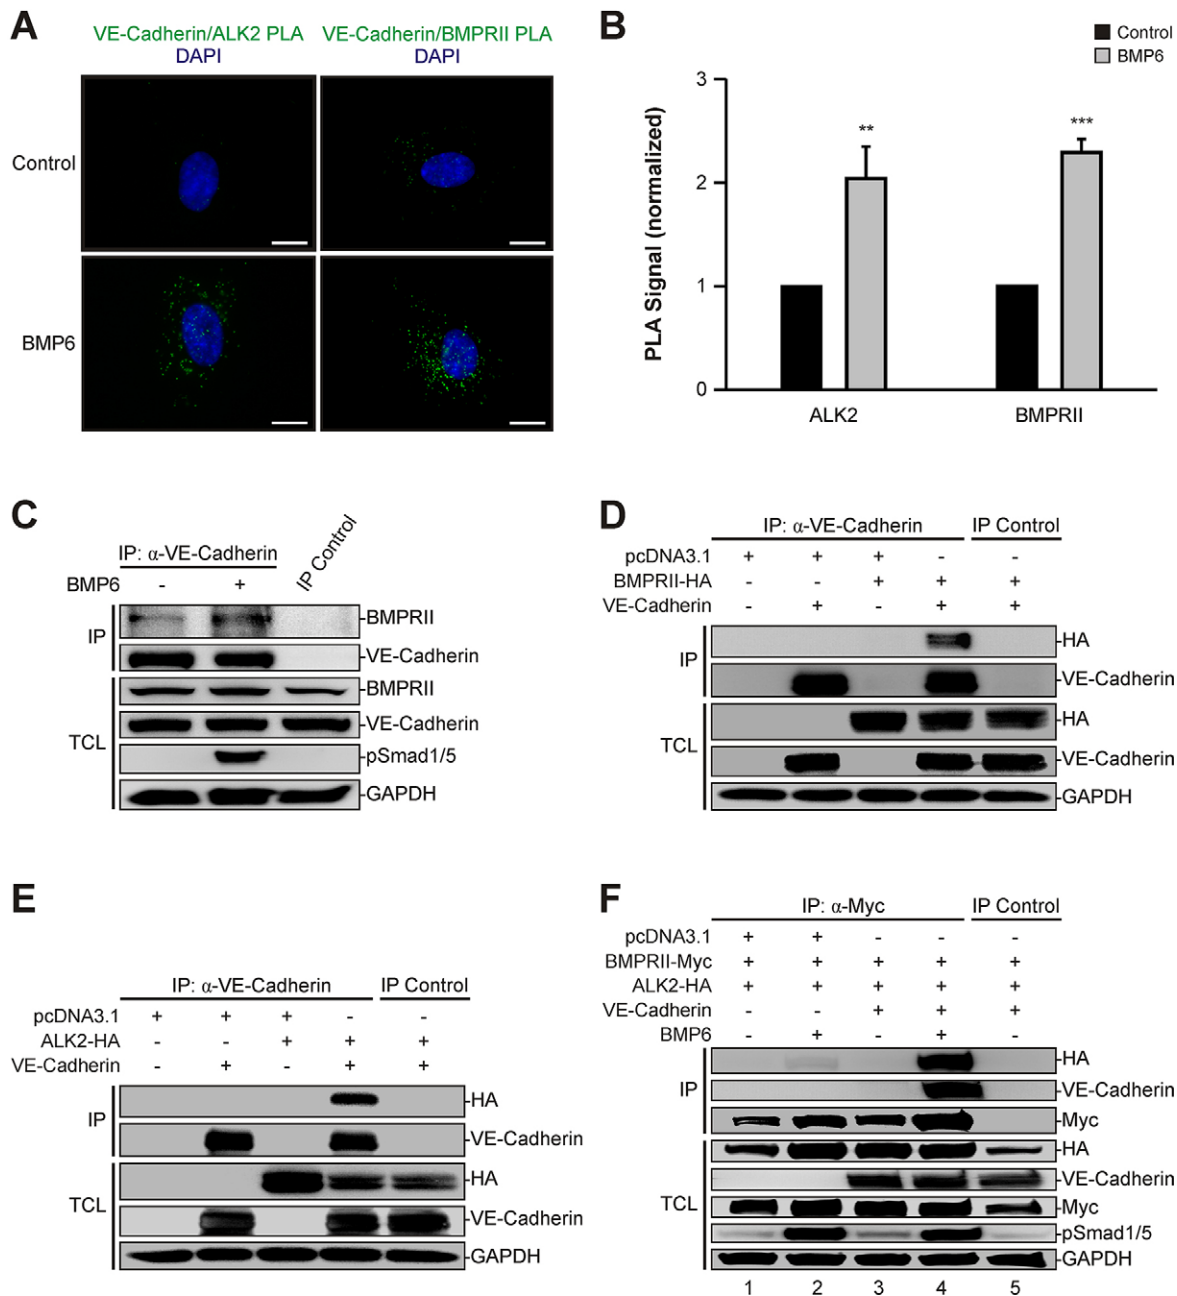 A
VE-Cadherin/ALK2 PLA
DAPI
VE-Cadherin/BMPRII PLA
DAPI
Control
BMP6
B
Control
BMP6
PLA Signal (normalized)
3
2
1
0
**
***
ALK2
BMPRII
C
IP: α-VE-Cadherin
IP Control
BMP6 - +
IP
BMPRII
VE-Cadherin
TCL
BMPRII
VE-Cadherin
pSmad1/5
GAPDH
D
IP: α-VE-Cadherin IP Control
pcDNA3.1 + + + - -
BMPRII-HA - - + + +
VE-Cadherin - + - + +
IP
HA
VE-Cadherin
TCL
HA
VE-Cadherin
GAPDH
E
IP: α-VE-Cadherin IP Control
pcDNA3.1 + + + - -
ALK2-HA - - + + +
VE-Cadherin - + - + +
IP
HA
VE-Cadherin
TCL
HA
VE-Cadherin
GAPDH
F
IP: α-Myc IP Control
pcDNA3.1 + + - - -
BMPRII-Myc + + + + +
ALK2-HA + + + + +
VE-Cadherin - - + + +
BMP6 - + - + -
IP
HA
VE-Cadherin
Myc
TCL
HA
VE-Cadherin
Myc
pSmad1/5
GAPDH
1 2 3 4 5